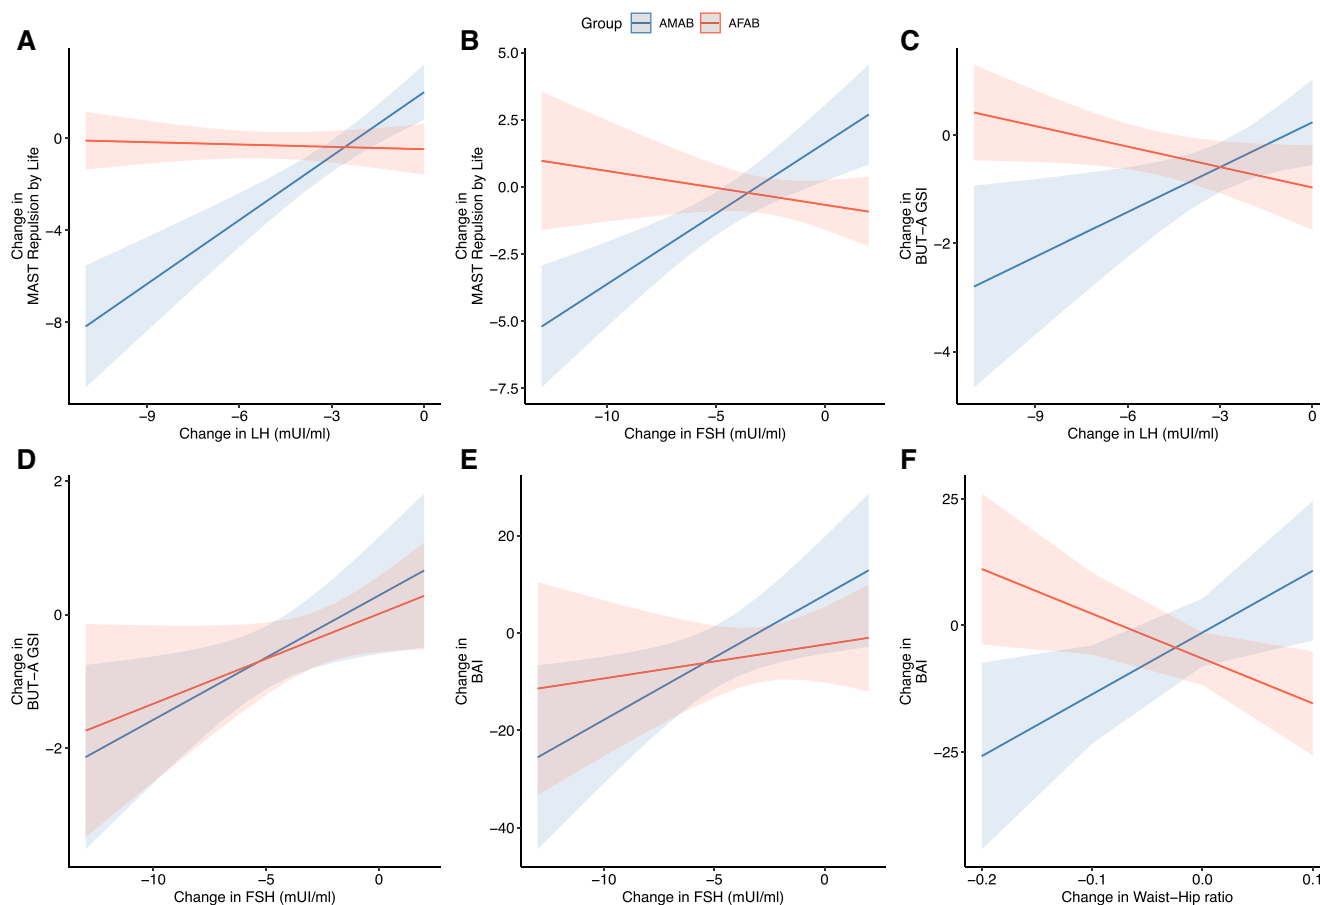 Group AMAB AFAB
A
Change in
MAST Repulsion by Life
0
−4
−8
−9 −6 −3 0
Change in LH (mUI/ml)
B
Change in
MAST Repulsion by Life
5.0
2.5
0.0
−2.5
−5.0
−7.5
−10 −5 0
Change in FSH (mUI/ml)
C
Change in
BUT−A GSI
0
−2
−4
−9 −6 −3 0
Change in LH (mUI/ml)
D
Change in
BUT−A GSI
2
0
−2
−10 −5 0
Change in FSH (mUI/ml)
E
Change in
BAI
20
0
−20
−40
−10 −5 0
Change in FSH (mUI/ml)
F
Change in
BAI
25
0
−25
−0.2 −0.1 0.0 0.1
Change in Waist−Hip ratio